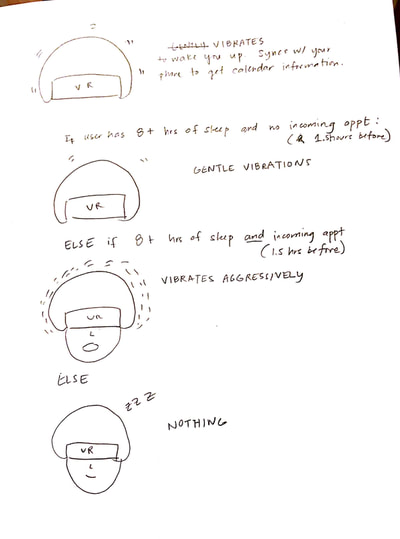 GENTLY VIBRATES
to wake you up. Syncs w/ your
phone to get calendar information.
VR
If user has 8+ hrs of sleep and no incoming appt:
(& 1.5hours before)
GENTLE VIBRATIONS
VR
ELSE if 8+ hrs of sleep and incoming appt
(1.5 hrs before)
VIBRATES AGGRESSIVELY
VR
ELSE
zzz
NOTHING
VR